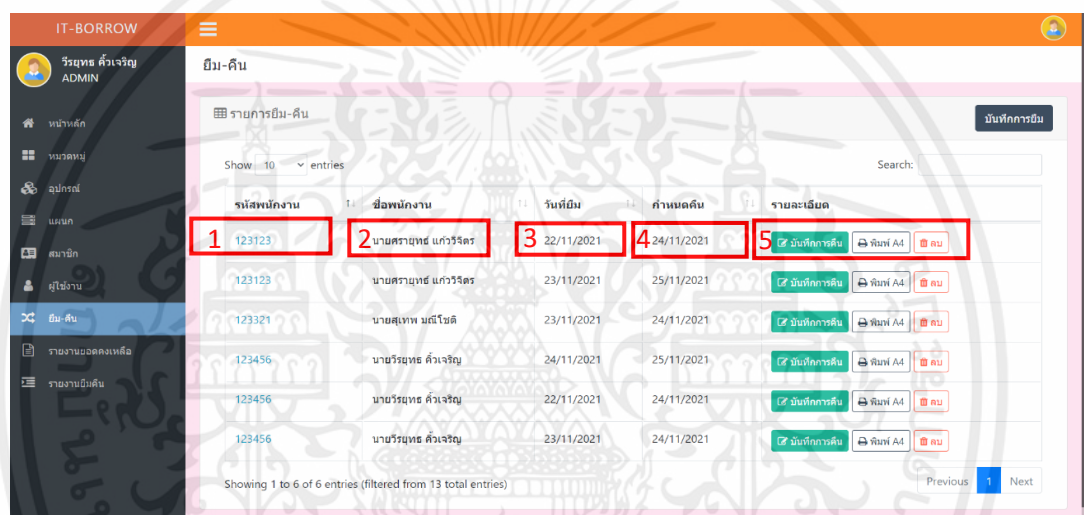 IT-BORROW
วีรยุทธ คิ้วเจริญ
ADMIN
หน้าหลัก
หมวดหมู่
อุปกรณ์
แผนก
สมาชิก
ผู้ใช้งาน
ยืม-คืน
รายงานยอดคงเหลือ
รายงานยืมคืน
ยืม-คืน
รายการยืม-คืน
บันทึกการยืม
Show 10 entries
Search:
รหัสพนักงาน ชื่อพนักงาน วันที่ยืม กำหนดคืน รายละเอียด
1 123123 2 นายศรายุทธ์ แก้ววิจิตร 3 22/11/2021 4 24/11/2021 5 บันทึกการคืน พิมพ์ A4 ลบ
123123 นายศรายุทธ์ แก้ววิจิตร 23/11/2021 25/11/2021 บันทึกการคืน พิมพ์ A4 ลบ
123321 นายสุเทพ มณีโชติ 23/11/2021 24/11/2021 บันทึกการคืน พิมพ์ A4 ลบ
123456 นายวีรยุทธ คิ้วเจริญ 24/11/2021 25/11/2021 บันทึกการคืน พิมพ์ A4 ลบ
123456 นายวีรยุทธ คิ้วเจริญ 22/11/2021 24/11/2021 บันทึกการคืน พิมพ์ A4 ลบ
123456 นายวีรยุทธ คิ้วเจริญ 23/11/2021 24/11/2021 บันทึกการคืน พิมพ์ A4 ลบ
Showing 1 to 6 of 6 entries (filtered from 13 total entries)
Previous 1 Next